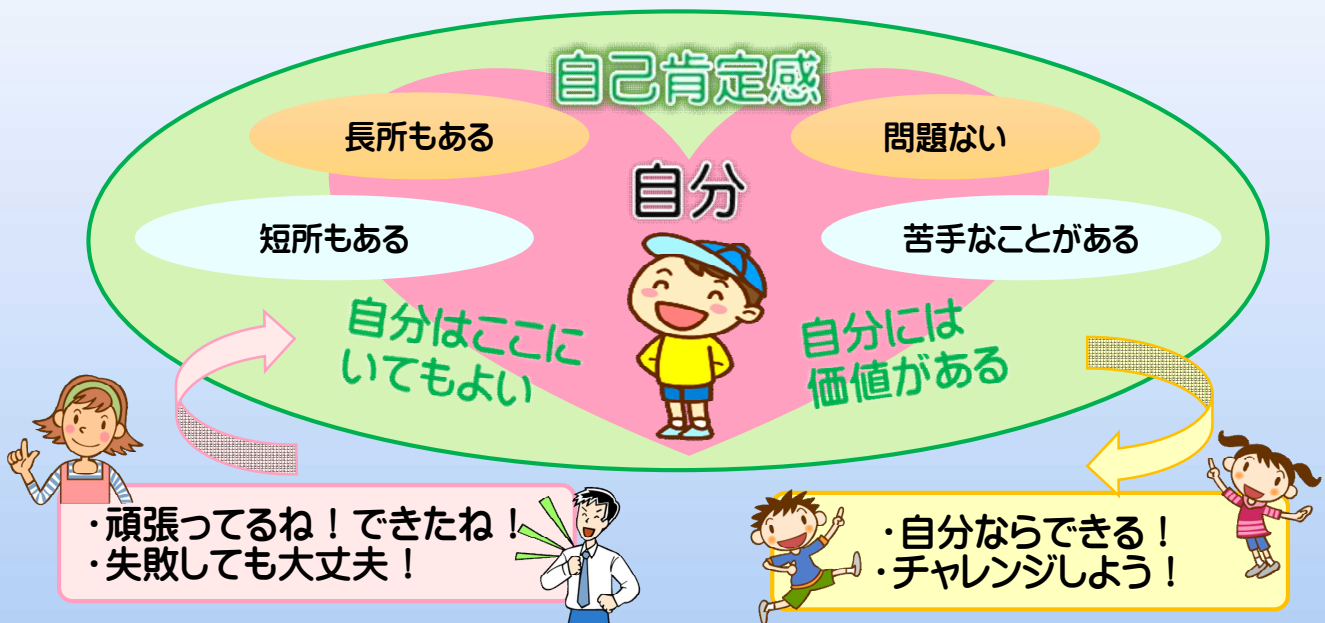 自己肯定感
長所もある
問題ない
自分
短所もある
苦手なことがある
自分はここに
いてもよい
自分には
価値がある
・頑張ってるね！できたね！
・失敗しても大丈夫！
・自分ならできる！
・チャレンジしよう！